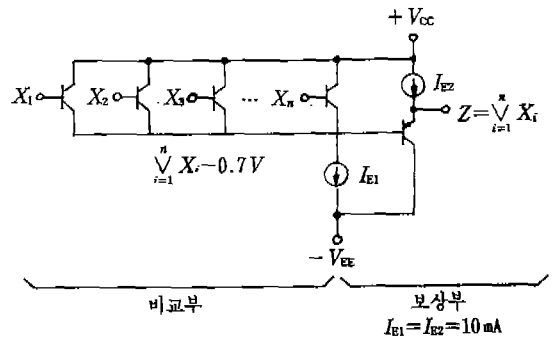 + V_CC
I_E2
X_1 X_2 X_3 ... X_n
Z = ⋁_{i=1}^{n} X_i
⋁_{i=1}^{n} X_i - 0.7 V
I_E1
- V_EE
비교부
보상부
I_E1 = I_E2 = 10 mA